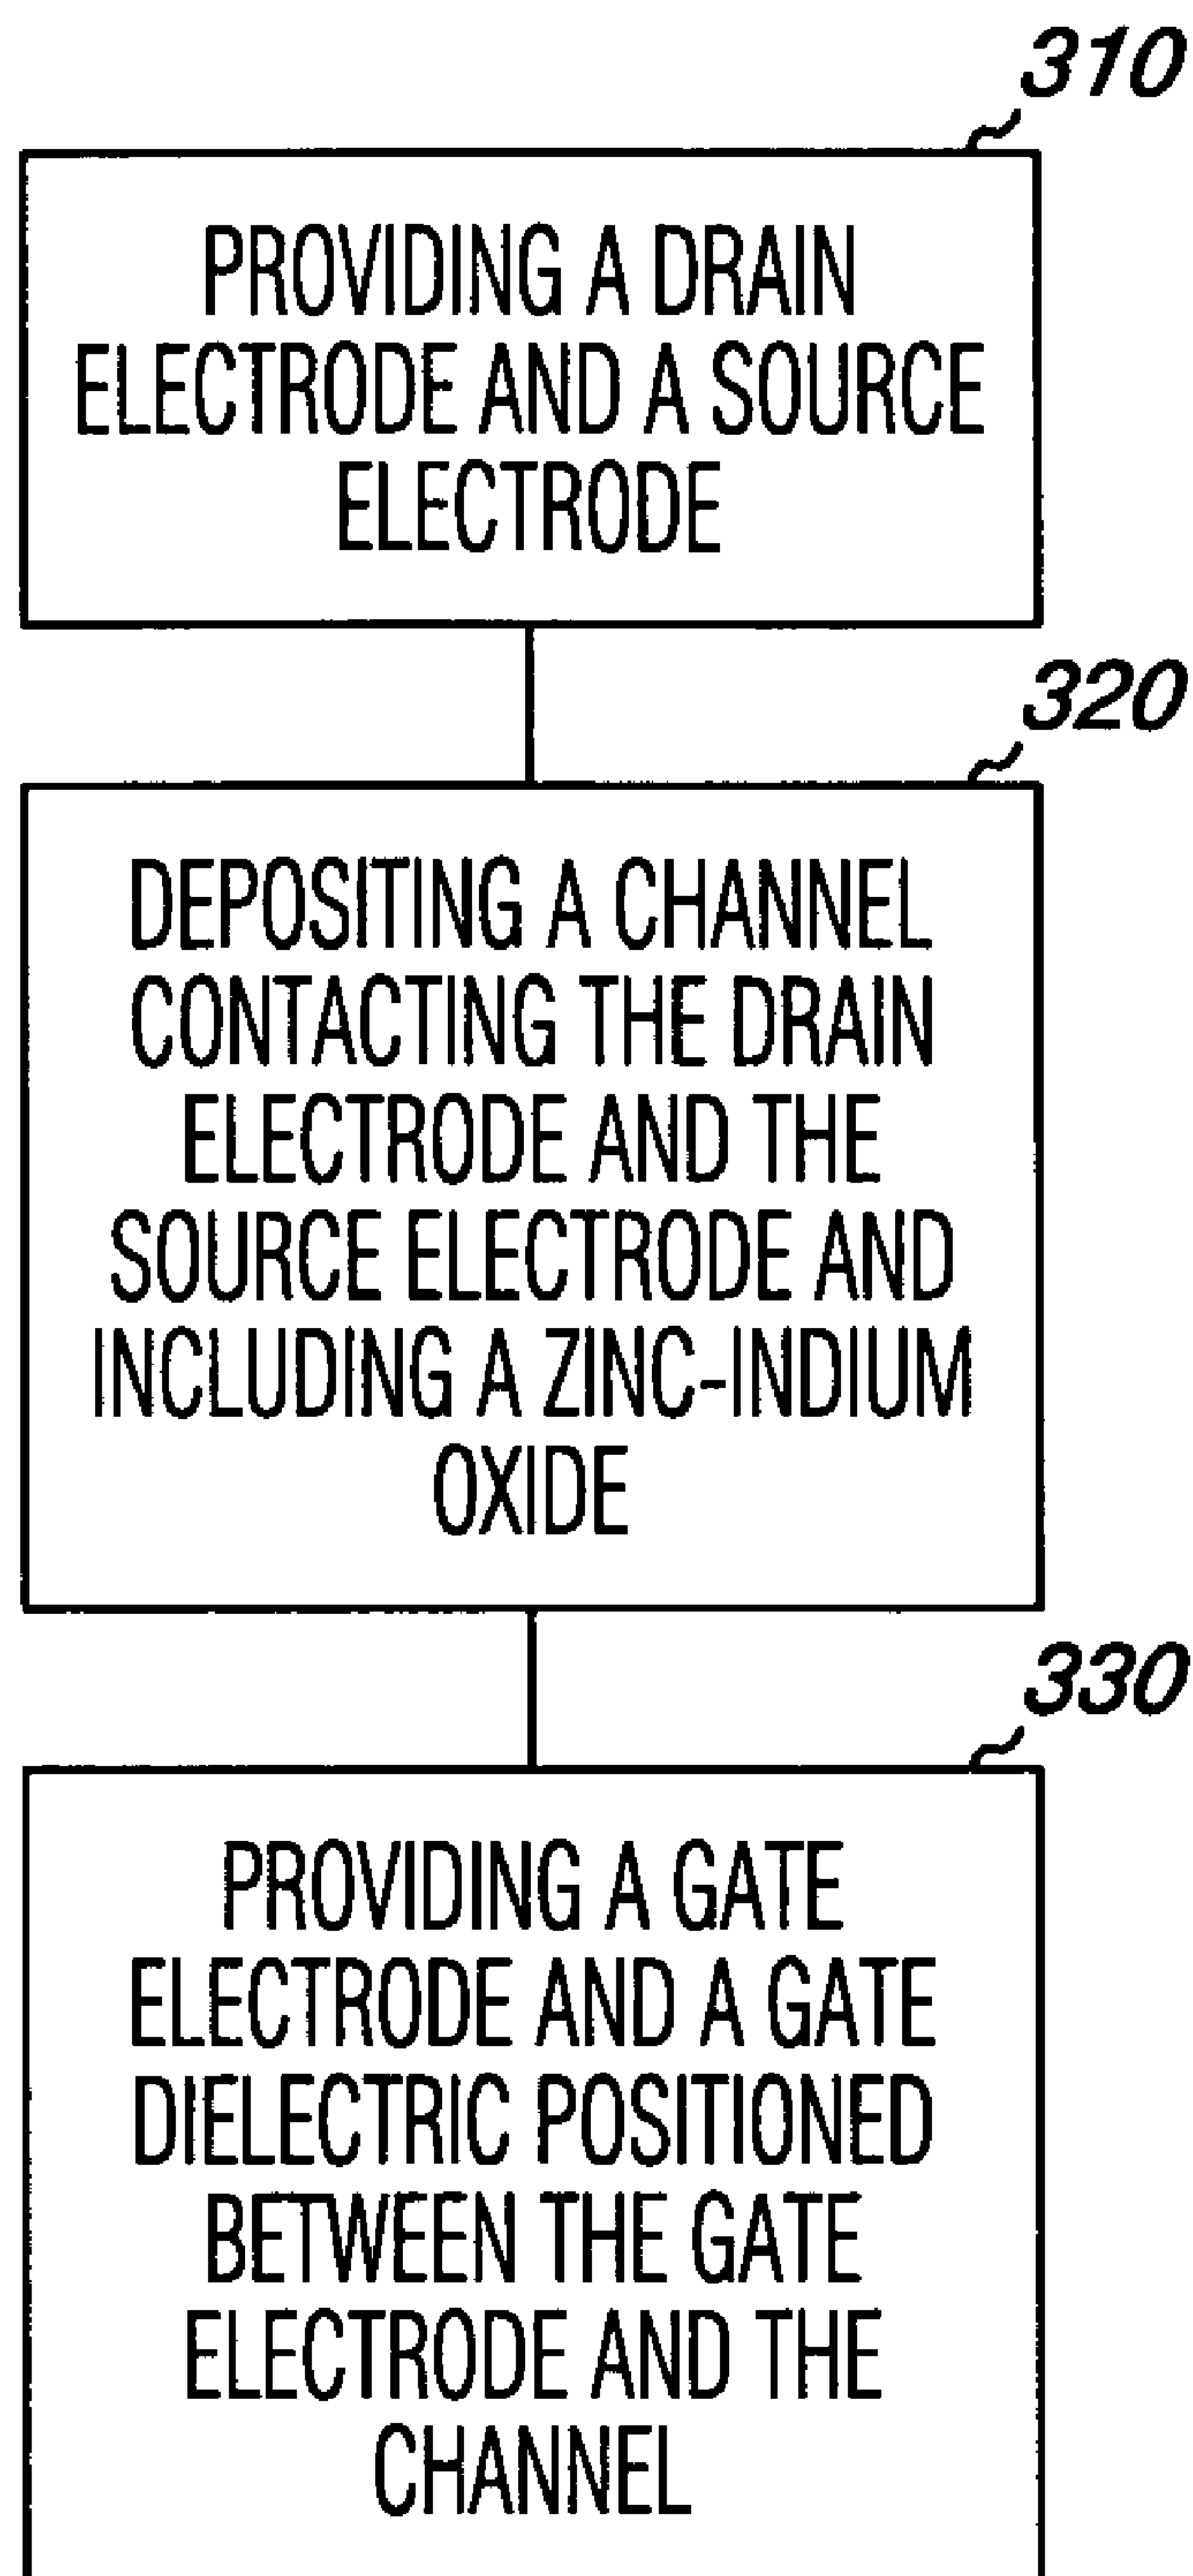 310
PROVIDING A DRAIN
ELECTRODE AND A SOURCE
ELECTRODE
320
DEPOSITING A CHANNEL
CONTACTING THE DRAIN
ELECTRODE AND THE
SOURCE ELECTRODE AND
INCLUDING A ZINC-INDIUM
OXIDE
330
PROVIDING A GATE
ELECTRODE AND A GATE
DIELECTRIC POSITIONED
BETWEEN THE GATE
ELECTRODE AND THE
CHANNEL